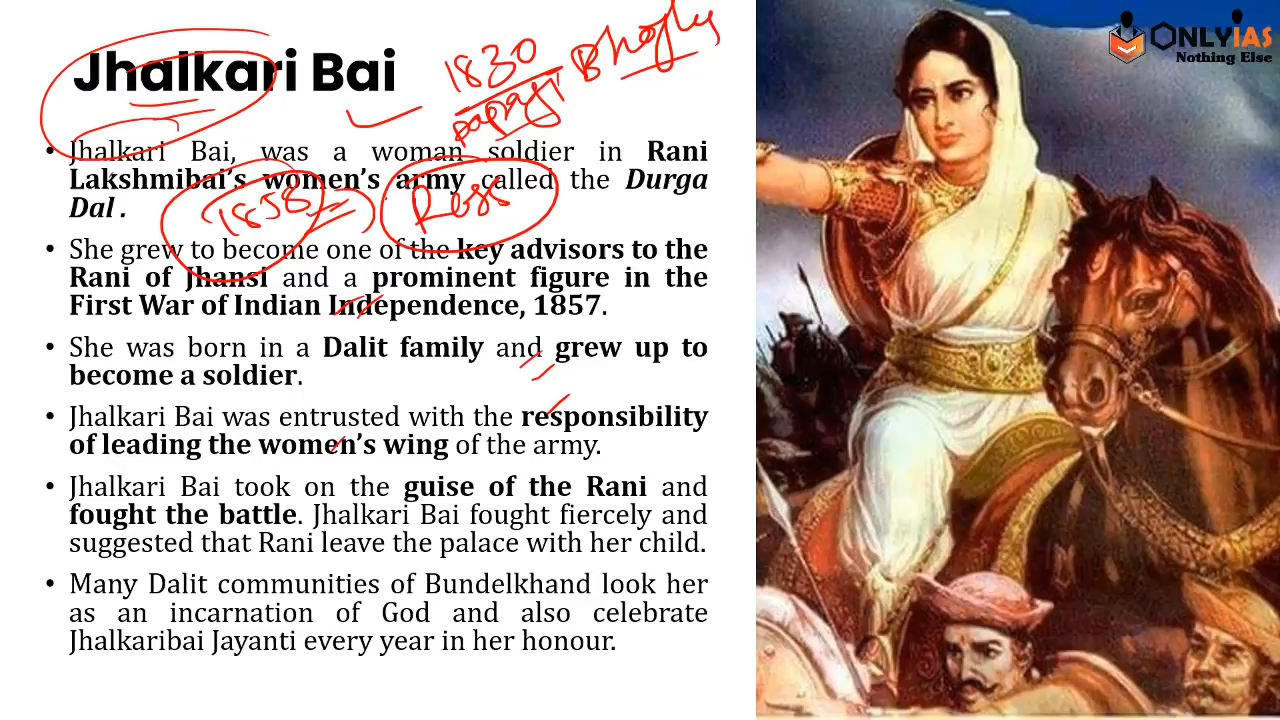 Jhalkari Bai
1830
papaji Bhogla
ONLYIAS
Nothing Else
• Jhalkari Bai, was a woman soldier in Rani
Lakshmibai's women's army called the Durga
Dal .
1858 =
• She grew to become one of the key advisors to the
Rani of Jhansi and a prominent figure in the
First War of Indian Independence, 1857.
• She was born in a Dalit family and grew up to
become a soldier.
• Jhalkari Bai was entrusted with the responsibility
of leading the women's wing of the army.
• Jhalkari Bai took on the guise of the Rani and
fought the battle. Jhalkari Bai fought fiercely and
suggested that Rani leave the palace with her child.
• Many Dalit communities of Bundelkhand look her
as an incarnation of God and also celebrate
Jhalkaribai Jayanti every year in her honour.